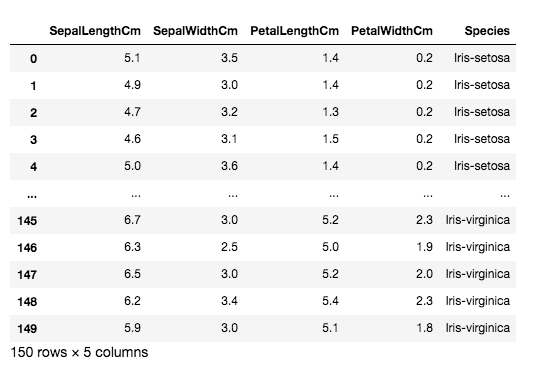 SepalLengthCm SepalWidthCm PetalLengthCm PetalWidthCm Species
0 5.1 3.5 1.4 0.2 Iris-setosa
1 4.9 3.0 1.4 0.2 Iris-setosa
2 4.7 3.2 1.3 0.2 Iris-setosa
3 4.6 3.1 1.5 0.2 Iris-setosa
4 5.0 3.6 1.4 0.2 Iris-setosa
... ... ... ... ... ...
145 6.7 3.0 5.2 2.3 Iris-virginica
146 6.3 2.5 5.0 1.9 Iris-virginica
147 6.5 3.0 5.2 2.0 Iris-virginica
148 6.2 3.4 5.4 2.3 Iris-virginica
149 5.9 3.0 5.1 1.8 Iris-virginica
150 rows × 5 columns